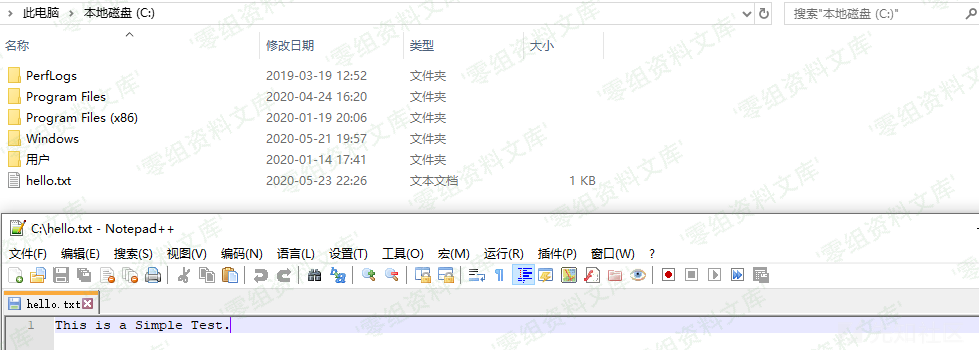 此电脑 > 本地磁盘 (C:) 搜索"本地磁盘 (C:)"
名称 修改日期 类型 大小
PerfLogs 2019-03-19 12:52 文件夹
Program Files 2020-04-24 16:20 文件夹
Program Files (x86) 2020-01-19 20:06 文件夹
Windows 2020-05-21 19:57 文件夹
用户 2020-01-14 17:41 文件夹
hello.txt 2020-05-23 22:26 文本文档 1 KB
C:\hello.txt - Notepad++
文件(F) 编辑(E) 搜索(S) 视图(V) 编码(N) 语言(L) 设置(T) 工具(O) 宏(M) 运行(R) 插件(P) 窗口(W) ?
hello.txt
1 This is a Simple Test.
'零组资料文库'